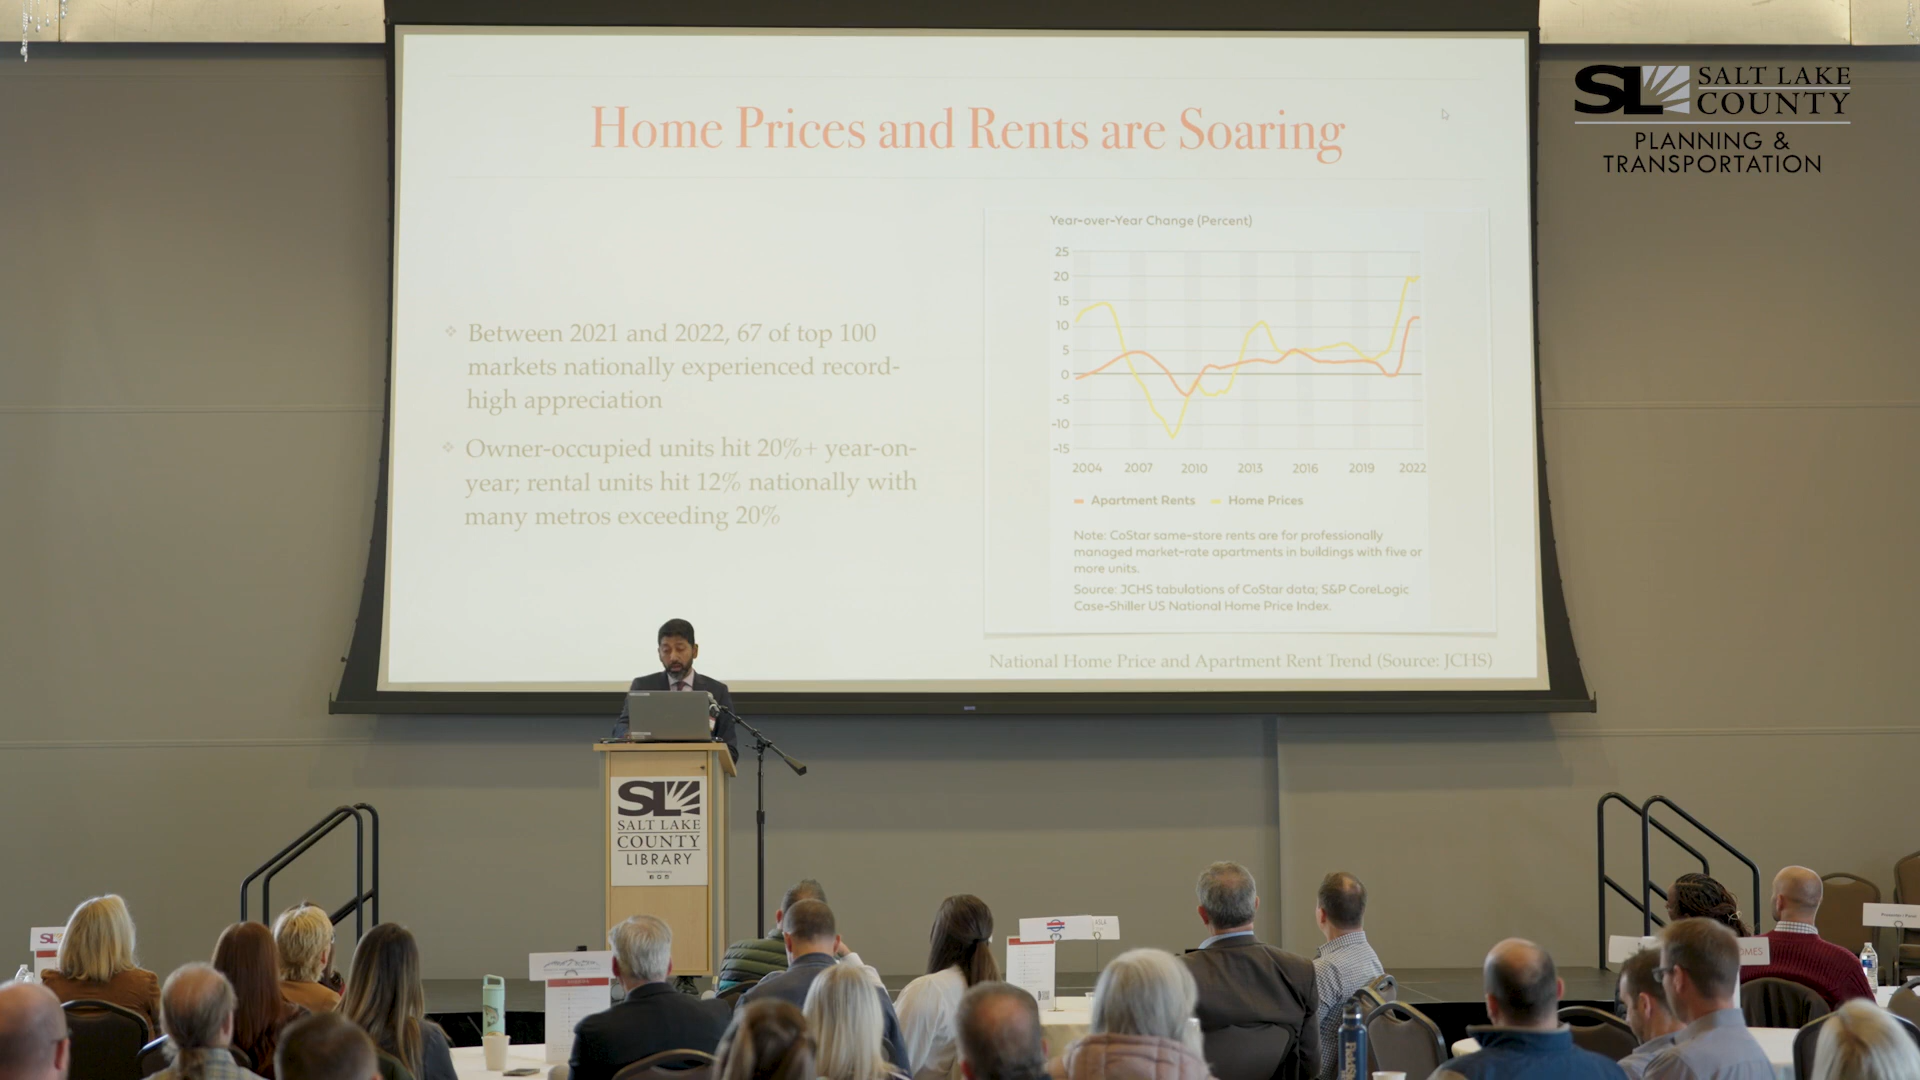 Home Prices and Rents are Soaring
SL SALT LAKE
COUNTY
PLANNING &
TRANSPORTATION
Between 2021 and 2022, 67 of top 100
markets nationally experienced record-
high appreciation
Owner-occupied units hit 20%+ year-on-
year; rental units hit 12% nationally with
many metros exceeding 20%
Year-over-Year Change (Percent)
25
20
15
10
5
0
-5
-10
-15
2004 2007 2010 2013 2016 2019 2022
Apartment Rents Home Prices
Note: CoStar same-store rents are for professionally
managed market-rate apartments in buildings with five or
more units.
Source: JCHS tabulations of CoStar data; S&P CoreLogic
Case-Shiller US National Home Price Index.
National Home Price and Apartment Rent Trend (Source: JCHS)
SL
SALT LAKE
COUNTY
LIBRARY
SL
OMES